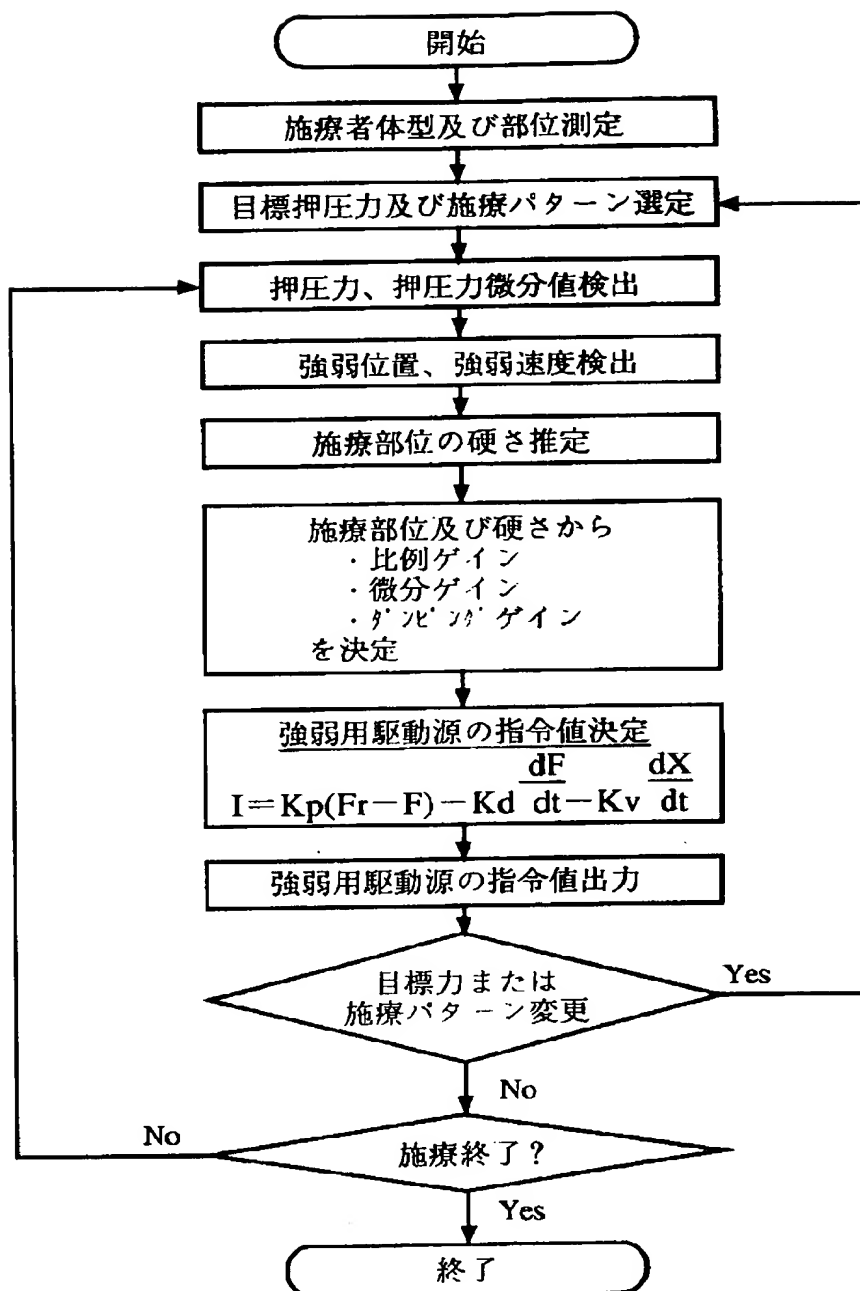 開始
施療者体型及び部位測定
目標押圧力及び施療パターン選定
押圧力、押圧力微分値検出
強弱位置、強弱速度検出
施療部位の硬さ推定
施療部位及び硬さから
・比例ゲイン
・微分ゲイン
・ダンピングゲイン
を決定
強弱用駆動源の指令値決定
I=Kp(Fr−F)−Kd dF/dt−Kv dX/dt
強弱用駆動源の指令値出力
目標力または
施療パターン変更
Yes
No
施療終了?
No
Yes
終了